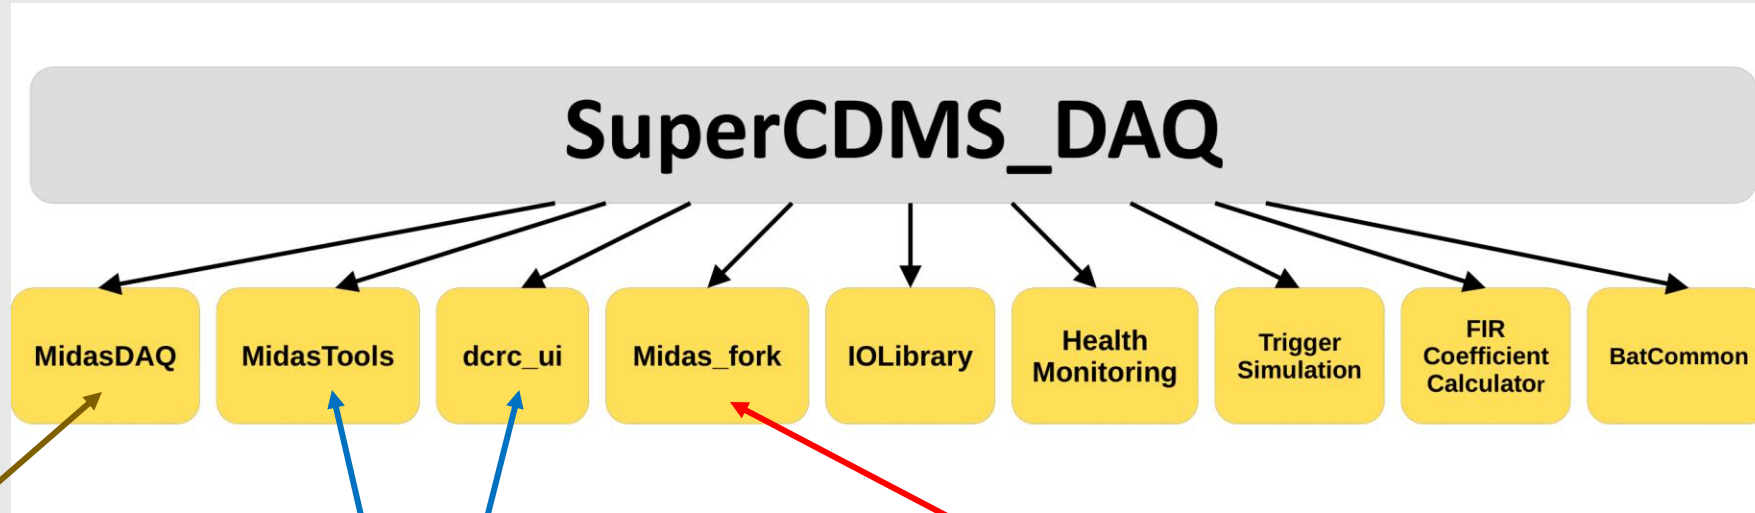 SuperCDMS_DAQ
MidasDAQ
MidasTools
dcrc_ui
Midas_fork
IOLibrary
Health
Monitoring
Trigger
Simulation
FIR
Coefficient
Calculator
BatCommon